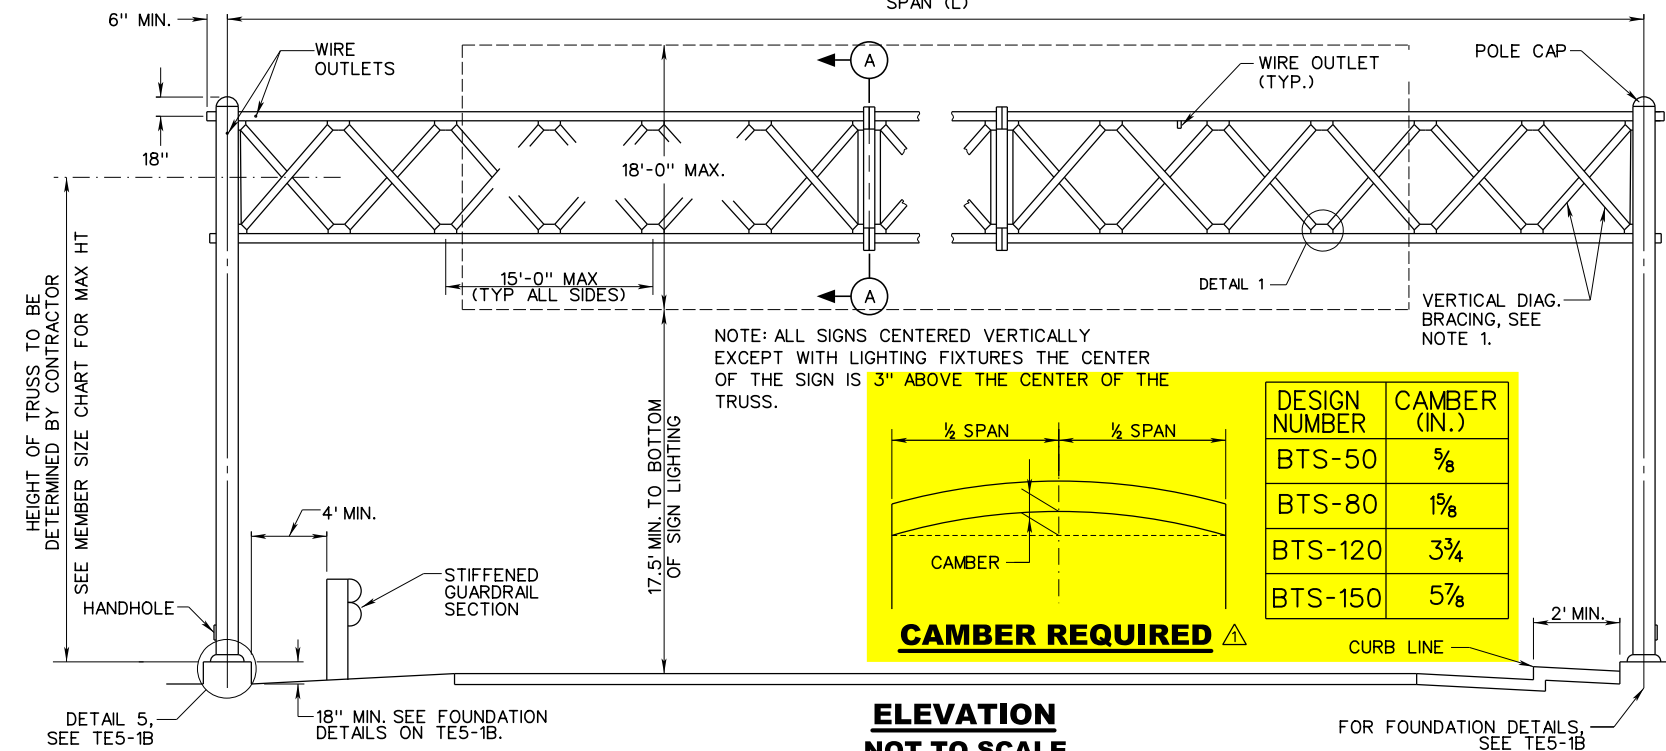 SPAN (L)
6" MIN.
WIRE
OUTLETS
A
WIRE OUTLET
(TYP.)
POLE CAP
18"
18'-0" MAX.
15'-0" MAX
(TYP ALL SIDES)
A
DETAIL 1
VERTICAL DIAG.
BRACING, SEE
NOTE 1.
HEIGHT OF TRUSS TO BE
DETERMINED BY CONTRACTOR
SEE MEMBER SIZE CHART FOR MAX HT
NOTE: ALL SIGNS CENTERED VERTICALLY
EXCEPT WITH LIGHTING FIXTURES THE CENTER
OF THE SIGN IS 3" ABOVE THE CENTER OF THE
TRUSS.
17.5' MIN. TO BOTTOM
OF SIGN LIGHTING
½ SPAN
½ SPAN
CAMBER
DESIGN NUMBER
CAMBER (IN.)
BTS-50 ⅝
BTS-80 1⅝
BTS-120 3¾
BTS-150 5⅞
CAMBER REQUIRED 1
4' MIN.
STIFFENED
GUARDRAIL
SECTION
HANDHOLE
2' MIN.
CURB LINE
DETAIL 5,
SEE TE5-1B
18" MIN. SEE FOUNDATION
DETAILS ON TE5-1B.
ELEVATION
NOT TO SCALE
FOR FOUNDATION DETAILS,
SEE TE5-1B